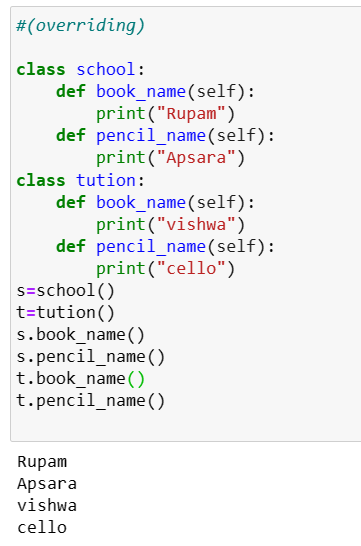 #(overriding)
class school:
    def book_name(self):
        print("Rupam")
    def pencil_name(self):
        print("Apsara")
class tution:
    def book_name(self):
        print("vishwa")
    def pencil_name(self):
        print("cello")
s=school()
t=tution()
s.book_name()
s.pencil_name()
t.book_name()
t.pencil_name()
Rupam
Apsara
vishwa
cello